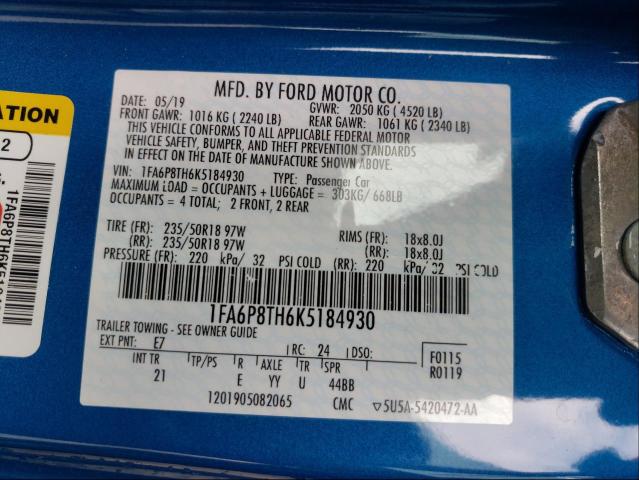 MFD. BY FORD MOTOR CO.
DATE: 05/19 GVWR: 2050 KG ( 4520 LB)
FRONT GAWR: 1016 KG ( 2240 LB) REAR GAWR: 1061 KG ( 2340 LB)
THIS VEHICLE CONFORMS TO ALL APPLICABLE FEDERAL MOTOR
VEHICLE SAFETY, BUMPER, AND THEFT PREVENTION STANDARDS
IN EFFECT ON THE DATE OF MANUFACTURE SHOWN ABOVE.
VIN: 1FA6P8TH6K5184930 TYPE: Passenger Car
MAXIMUM LOAD = OCCUPANTS + LUGGAGE = 303KG/ 668LB
OCCUPANTS = 4 TOTAL; 2 FRONT, 2 REAR
TIRE (FR): 235/50R18 97W RIMS (FR): 18x8.0J
(RR): 235/50R18 97W (RR): 18x8.0J
PRESSURE (FR): 220 kPa/ 32 PSI COLD (RR): 220 kPa/ 32 PSI COLD
1FA6P8TH6K5184930
TRAILER TOWING - SEE OWNER GUIDE
EXT PNT: E7 RC: 24 DSO: F0115
INT TR TP/PS R AXLE TR SPR R0119
21 E YY U 44BB
1201905082065 CMC ▽5U5A-5420472-AA
ATION
2